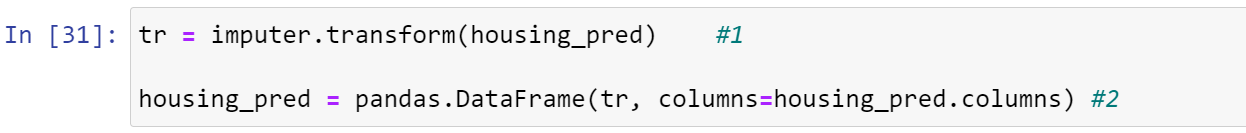 In [31]: tr = imputer.transform(housing_pred)    #1
housing_pred = pandas.DataFrame(tr, columns=housing_pred.columns) #2